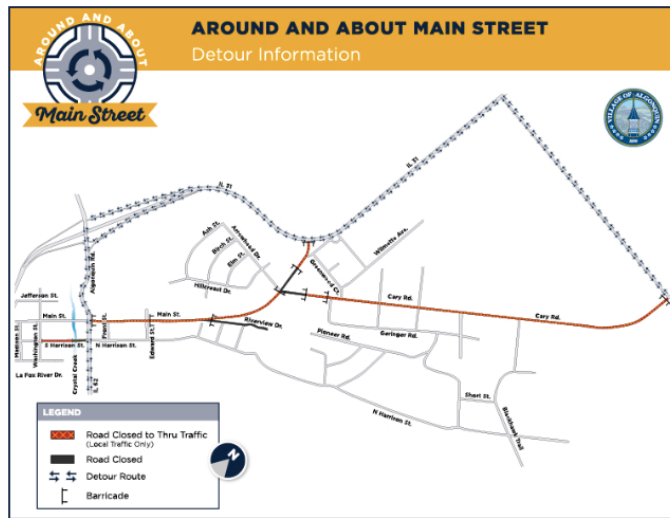 AROUND AND ABOUT
Main Street
AROUND AND ABOUT MAIN STREET
Detour Information
VILLAGE OF ALGONQUIN
IL 31
IL 31
Algonquin Rd.
Ash St.
Birch St.
Elm St.
Arrowhead Dr.
Hillcrest Dr.
Greenwood Ct.
Wilmette Ave.
Cary Rd.
Cary Rd.
Jefferson St.
Main St.
Main St.
Front St.
Edward St.
Riverview Dr.
Pioneer Rd.
Geringer Rd.
Madison St.
Washington St.
S Harrison St.
N Harrison St.
N Harrison St.
La Fox River Dr.
Crystal Creek
IL 62
Short St.
Blackhawk Trail
LEGEND
Road Closed to Thru Traffic
(Local Traffic Only)
Road Closed
Detour Route
Barricade
N